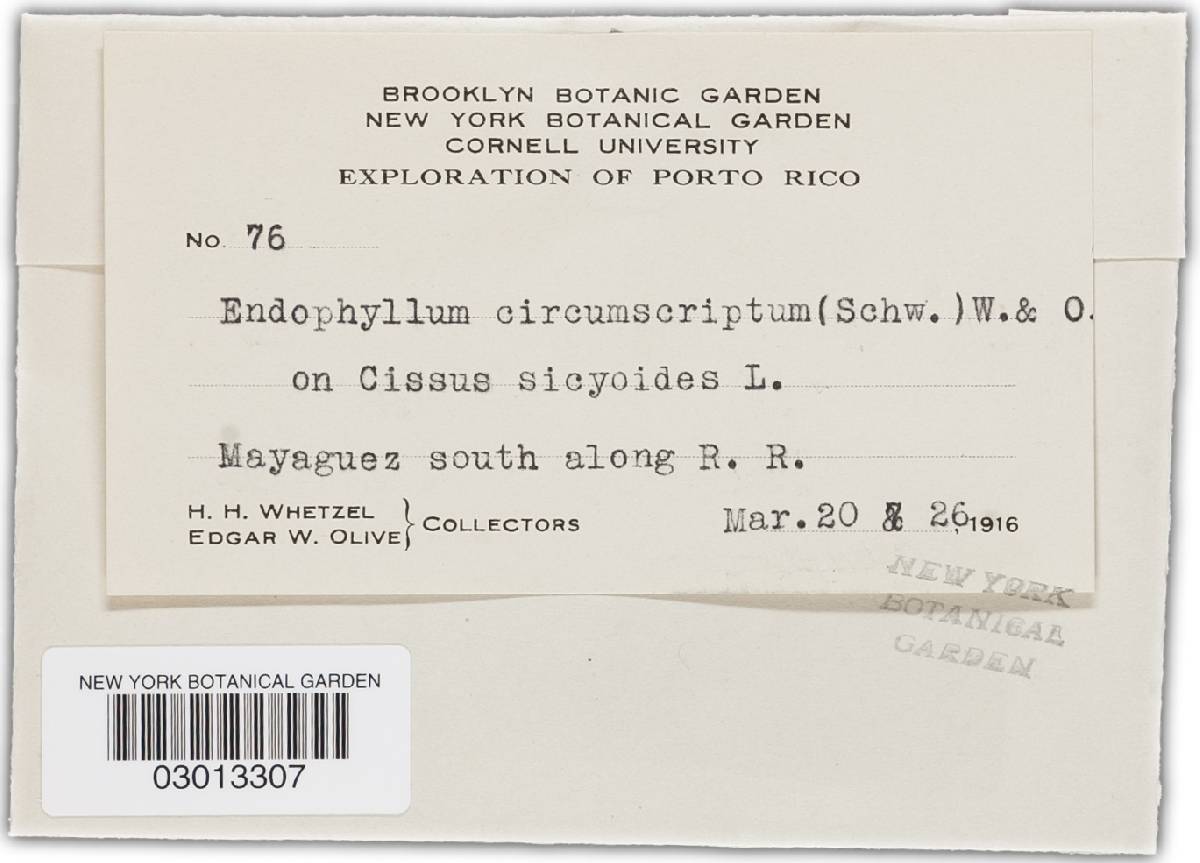 BROOKLYN BOTANIC GARDEN
NEW YORK BOTANICAL GARDEN
CORNELL UNIVERSITY
EXPLORATION OF PORTO RICO
No. 76
Endophyllum circumscriptum(Schw.)W.& O.
on Cissus sicyoides L.
Mayaguez south along R. R.
H. H. WHETZEL
EDGAR W. OLIVE } COLLECTORS
Mar.20 & 26,1916
NEW YORK
BOTANICAL
GARDEN
NEW YORK BOTANICAL GARDEN
03013307